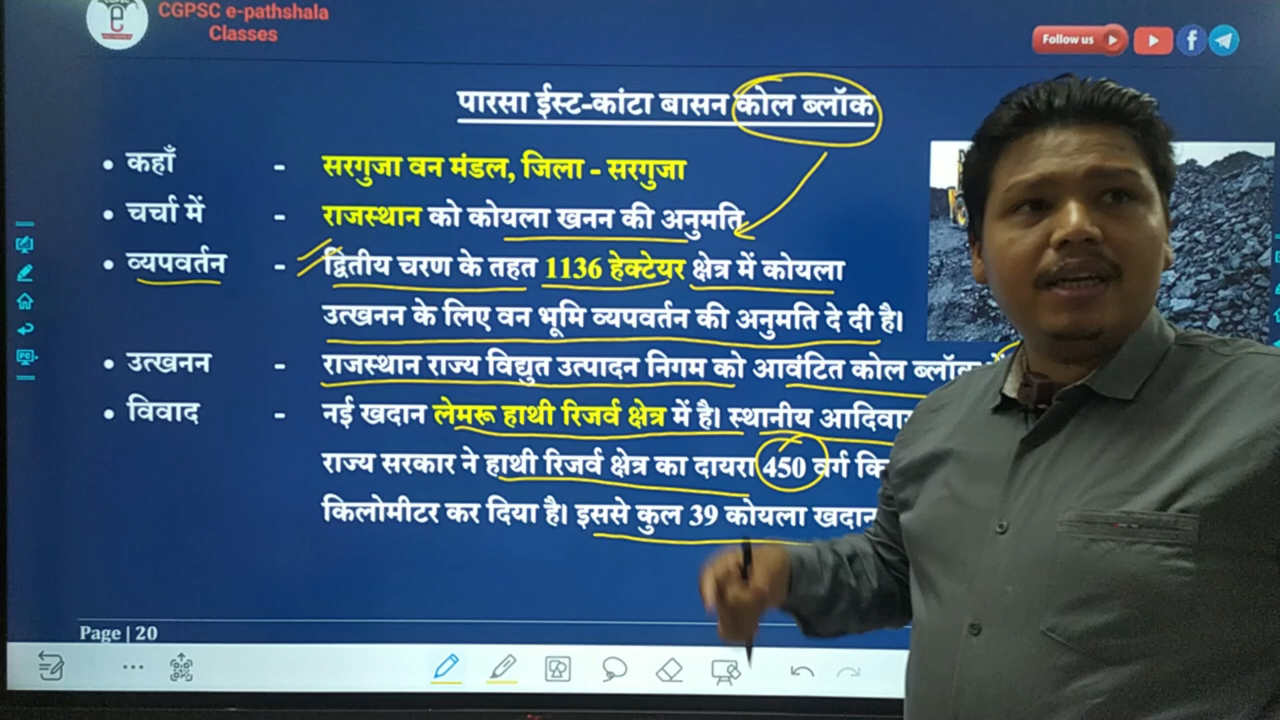 CGPSC e-pathshala
Classes
Follow us
पारसा ईस्ट-कांटा बासन कोल ब्लॉक
• कहाँ - सरगुजा वन मंडल, जिला - सरगुजा
• चर्चा में - राजस्थान को कोयला खनन की अनुमति
• व्यपवर्तन - द्वितीय चरण के तहत 1136 हेक्टेयर क्षेत्र में कोयला
उत्खनन के लिए वन भूमि व्यपवर्तन की अनुमति दे दी है।
• उत्खनन - राजस्थान राज्य विद्युत उत्पादन निगम को आवंटित कोल ब्लॉक
• विवाद - नई खदान लेमरू हाथी रिजर्व क्षेत्र में है। स्थानीय
राज्य सरकार ने हाथी रिजर्व क्षेत्र का दायरा 450 वर्ग
किलोमीटर कर दिया है। इससे कुल 39 कोयला खदान
Page | 20